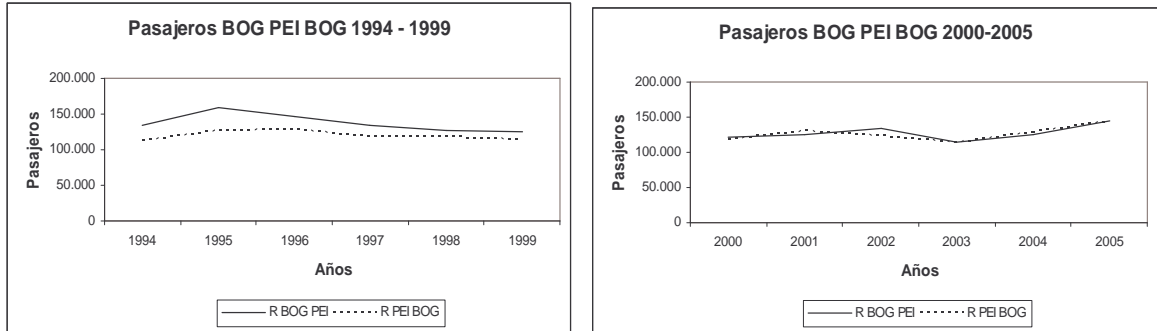 Pasajeros BOG PEI BOG 1994 - 1999
Pasajeros
200.000
150.000
100.000
50.000
0
1994 1995 1996 1997 1998 1999
Años
R BOG PEI R PEI BOG
Pasajeros BOG PEI BOG 2000-2005
Pasajeros
200.000
150.000
100.000
50.000
0
2000 2001 2002 2003 2004 2005
Años
R BOG PEI R PEI BOG